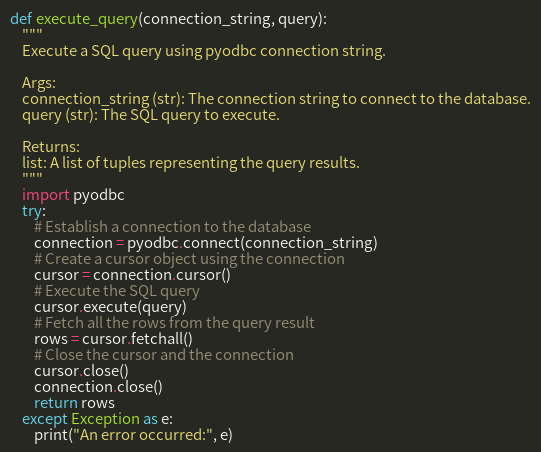 def execute_query(connection_string, query):
"""
Execute a SQL query using pyodbc connection string.
Args:
connection_string (str): The connection string to connect to the database.
query (str): The SQL query to execute.
Returns:
list: A list of tuples representing the query results.
"""
import pyodbc
try:
# Establish a connection to the database
connection = pyodbc.connect(connection_string)
# Create a cursor object using the connection
cursor = connection.cursor()
# Execute the SQL query
cursor.execute(query)
# Fetch all the rows from the query result
rows = cursor.fetchall()
# Close the cursor and the connection
cursor.close()
connection.close()
return rows
except Exception as e:
print("An error occurred:", e)